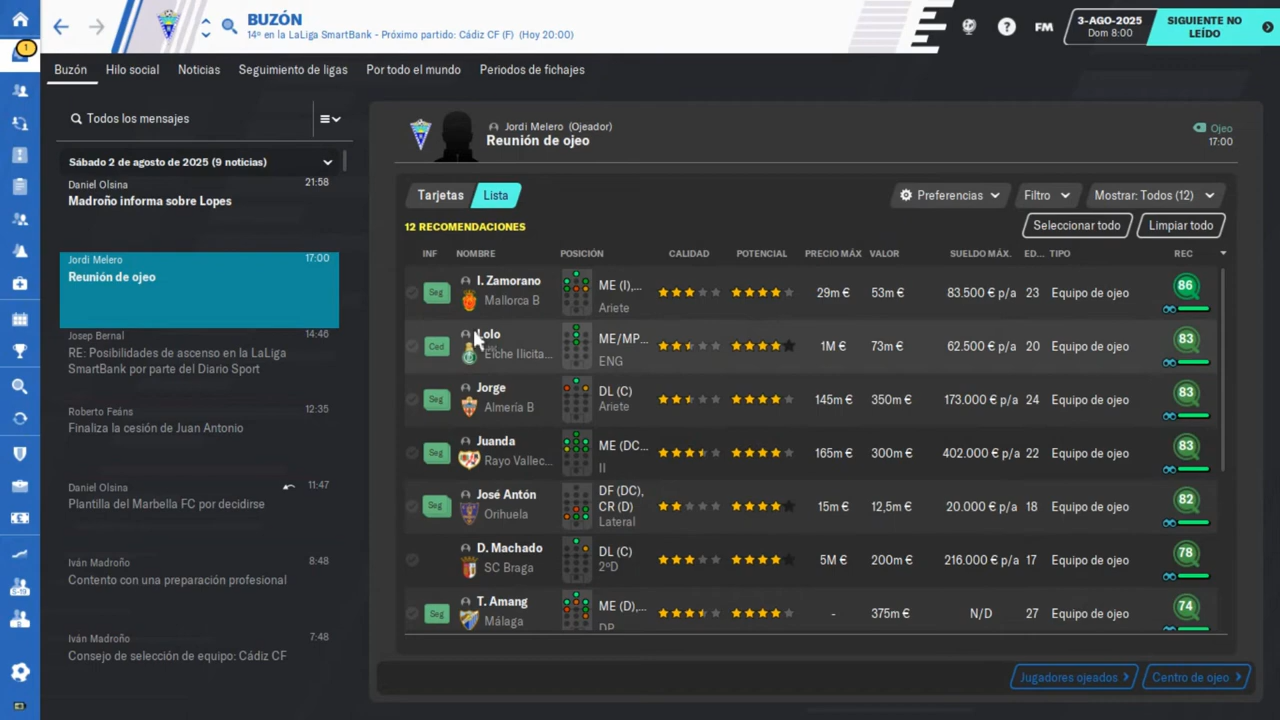 BUZÓN
14º en la LaLiga SmartBank - Próximo partido: Cádiz CF (F) (Hoy 20:00)
FM
3-AGO-2025
Dom 8:00
SIGUIENTE NO LEÍDO
1
Buzón
Hilo social
Noticias
Seguimiento de ligas
Por todo el mundo
Periodos de fichajes
Todos los mensajes
Sábado 2 de agosto de 2025 (9 noticias)
Daniel Olsina 21:58
Madroño informa sobre Lopes
Jordi Melero 17:00
Reunión de ojeo
Josep Bernal 14:46
RE: Posibilidades de ascenso en la LaLiga
SmartBank por parte del Diario Sport
Roberto Feáns 12:35
Finaliza la cesión de Juan Antonio
Daniel Olsina 11:47
Plantilla del Marbella FC por decidirse
Iván Madroño 8:48
Contento con una preparación profesional
Iván Madroño 7:48
Consejo de selección de equipo: Cádiz CF
Jordi Melero (Ojeador)
Reunión de ojeo
Ojeo
17:00
Tarjetas
Lista
Preferencias
Filtro
Mostrar: Todos (12)
12 RECOMENDACIONES
Seleccionar todo
Limpiar todo
INF NOMBRE POSICIÓN CALIDAD POTENCIAL PRECIO MÁX VALOR SUELDO MÁX. ED... TIPO REC
Seg I. Zamorano ME (I),... 29m € 53m € 83.500 € p/a 23 Equipo de ojeo 86
Mallorca B Ariete
Ced Lolo ME/MP... 1M € 73m € 62.500 € p/a 20 Equipo de ojeo 83
Elche Ilicita... ENG
Seg Jorge DL (C) 145m € 350m € 173.000 € p/a 24 Equipo de ojeo 83
Almería B Ariete
Seg Juanda ME (DC... 165m € 300m € 402.000 € p/a 22 Equipo de ojeo 83
Rayo Vallec... II
Seg José Antón DF (DC), CR (D) 15m € 12,5m € 20.000 € p/a 18 Equipo de ojeo 82
Orihuela Lateral
D. Machado DL (C) 5M € 200m € 216.000 € p/a 17 Equipo de ojeo 78
SC Braga 2ºD
Seg T. Amang ME (D),... - 375m € N/D 27 Equipo de ojeo 74
Málaga DP
Jugadores ojeados
Centro de ojeo